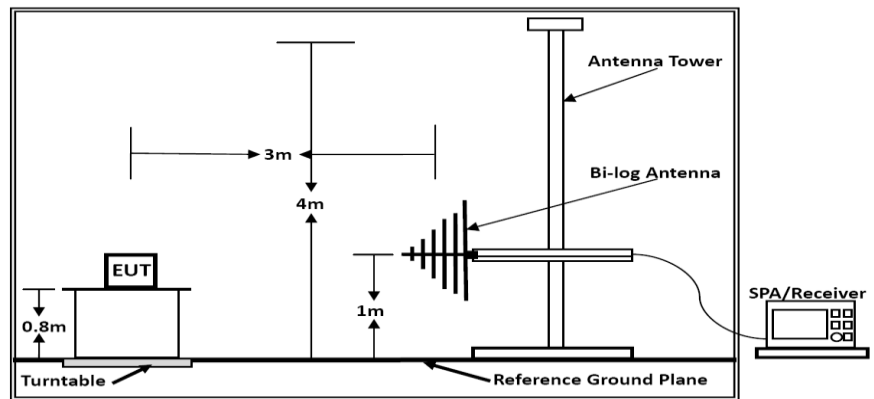 Antenna Tower
3m
Bi-log Antenna
4m
EUT
0.8m
1m
SPA/Receiver
Turntable
Reference Ground Plane